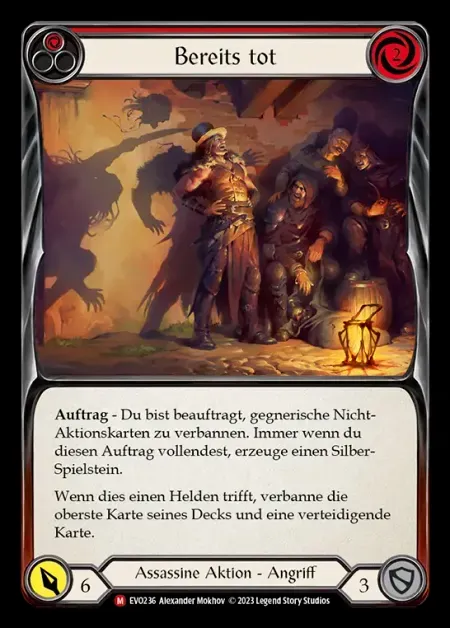 Bereits tot
2
Auftrag - Du bist beauftragt, gegnerische Nicht-
Aktionskarten zu verbannen. Immer wenn du
diesen Auftrag vollendest, erzeuge einen Silber-
Spielstein.
Wenn dies einen Helden trifft, verbanne die
oberste Karte seines Decks und eine verteidigende
Karte.
6
Assassine Aktion - Angriff
3
M EVO236 Alexander Mokhov © 2023 Legend Story Studios